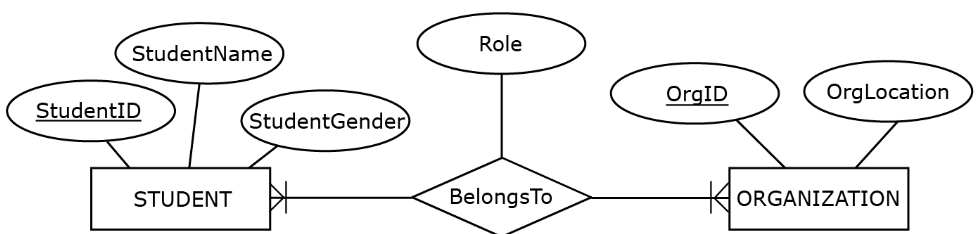 Role
StudentName
OrgID
OrgLocation
StudentID
StudentGender
STUDENT
BelongsTo
ORGANIZATION